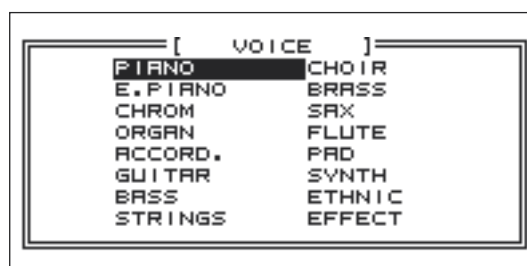 [ VOICE ]
PIANO CHOIR
E.PIANO BRASS
CHROM SAX
ORGAN FLUTE
ACCORD. PAD
GUITAR SYNTH
BASS ETHNIC
STRINGS EFFECT